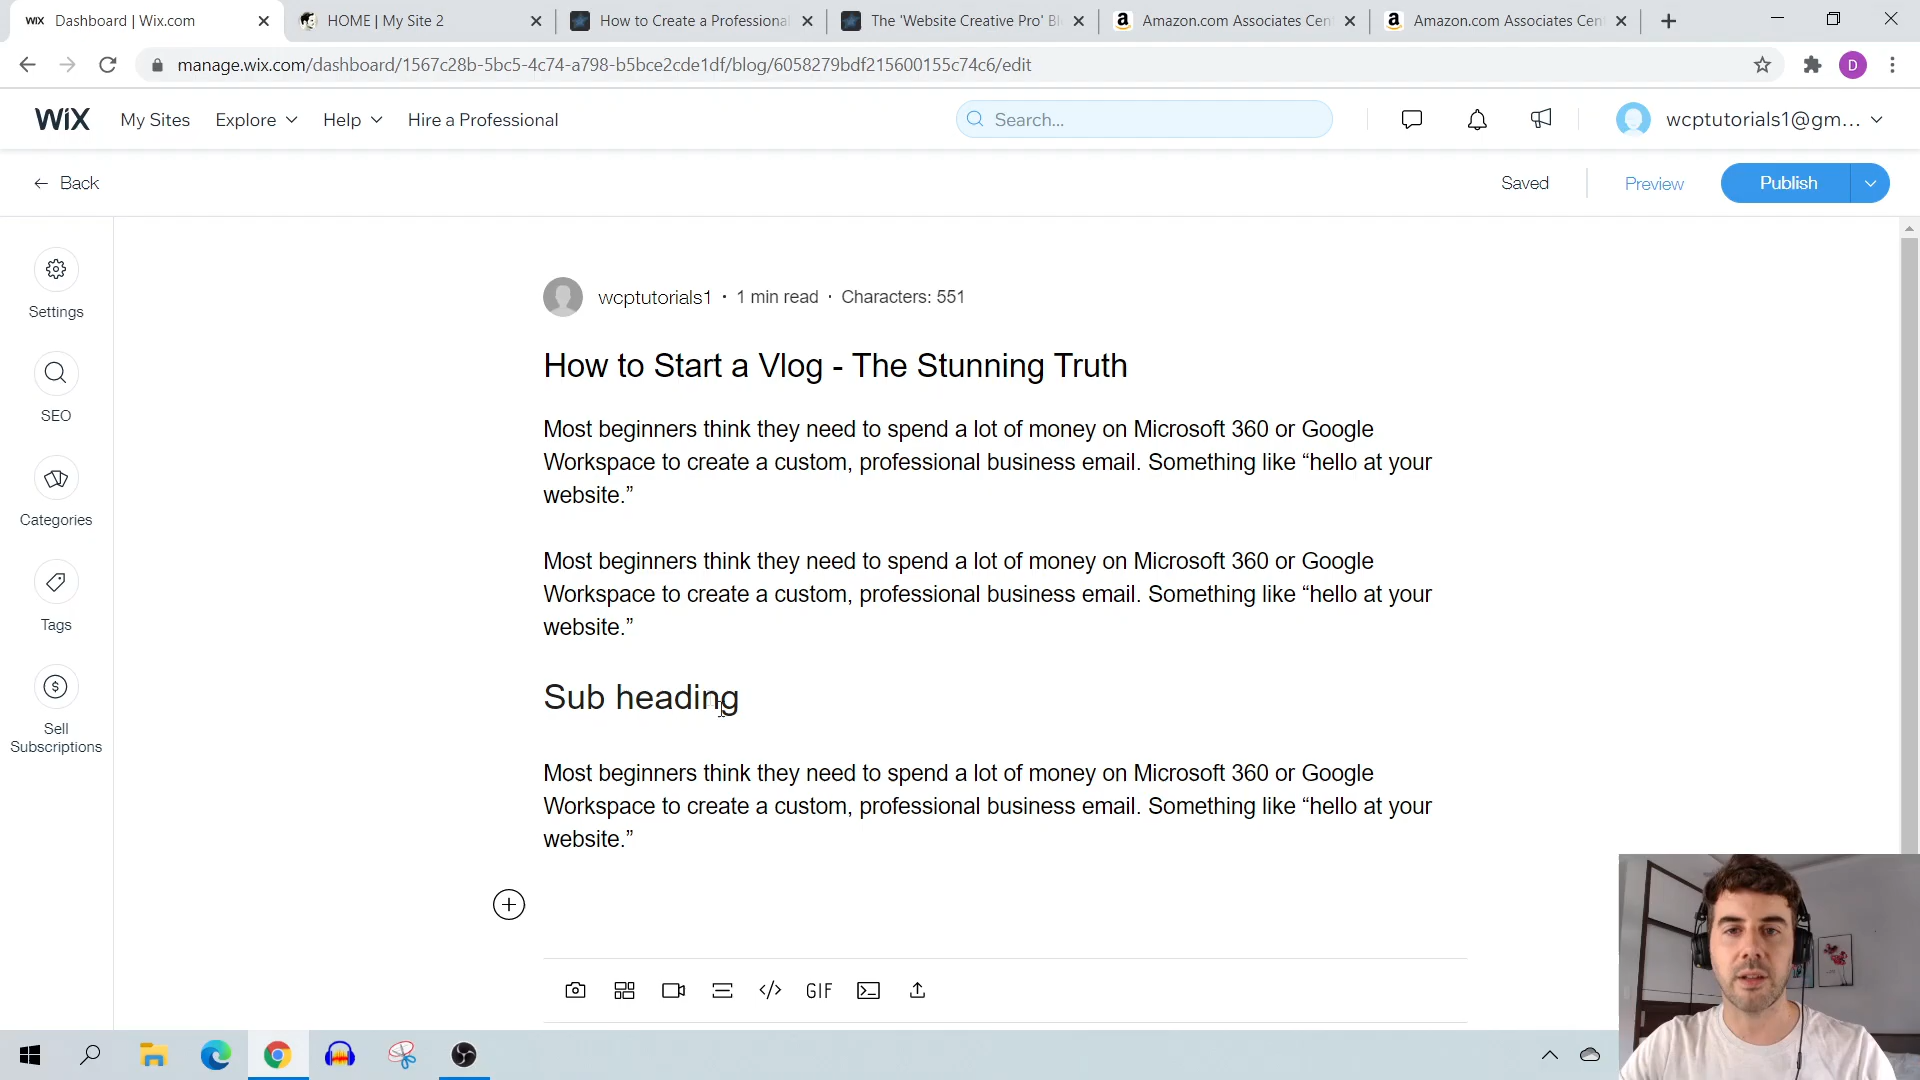 WiX Dashboard | Wix.com HOME | My Site 2 How to Create a Professional The 'Website Creative Pro' Bl Amazon.com Associates Cent Amazon.com Associates Cent
manage.wix.com/dashboard/1567c28b-5bc5-4c74-a798-b5bce2cde1df/blog/6058279bdf215600155c74c6/edit D
WiX My Sites Explore Help Hire a Professional Search... wcptutorials1@gm...
Back Saved Preview Publish
Settings
SEO
Categories
Tags
Sell
Subscriptions
wcptutorials1 · 1 min read · Characters: 551
How to Start a Vlog - The Stunning Truth
Most beginners think they need to spend a lot of money on Microsoft 360 or Google
Workspace to create a custom, professional business email. Something like “hello at your
website.”
Most beginners think they need to spend a lot of money on Microsoft 360 or Google
Workspace to create a custom, professional business email. Something like “hello at your
website.”
Sub heading
Most beginners think they need to spend a lot of money on Microsoft 360 or Google
Workspace to create a custom, professional business email. Something like “hello at your
website.”
GIF